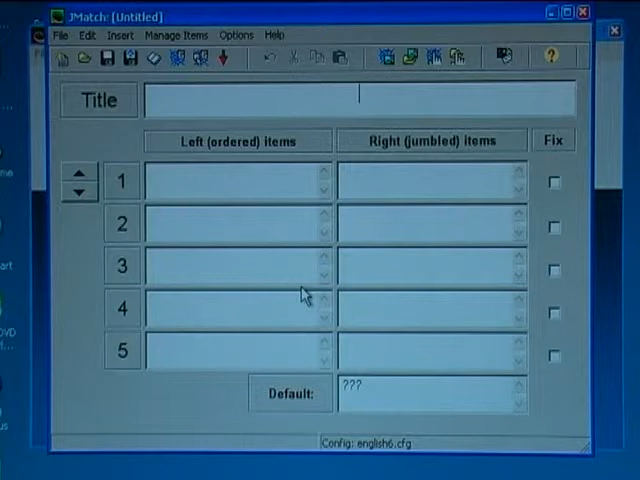 JMatch: [Untitled]
File Edit Insert Manage Items Options Help
Title
Left (ordered) items Right (jumbled) items Fix
1
2
3
4
5
Default: ???
Config: english6.cfg